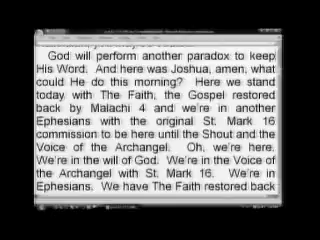 God will perform another paradox to keep
His Word. And here was Joshua, amen, what
could He do this morning? Here we stand
today with The Faith, the Gospel restored
back by Malachi 4 and we're in another
Ephesians with the original St. Mark 16
commission to be here until the Shout and the
Voice of the Archangel. Oh, we're here.
We're in the will of God. We're in the Voice of
the Archangel with St. Mark 16. We're in
Ephesians. We have The Faith restored back